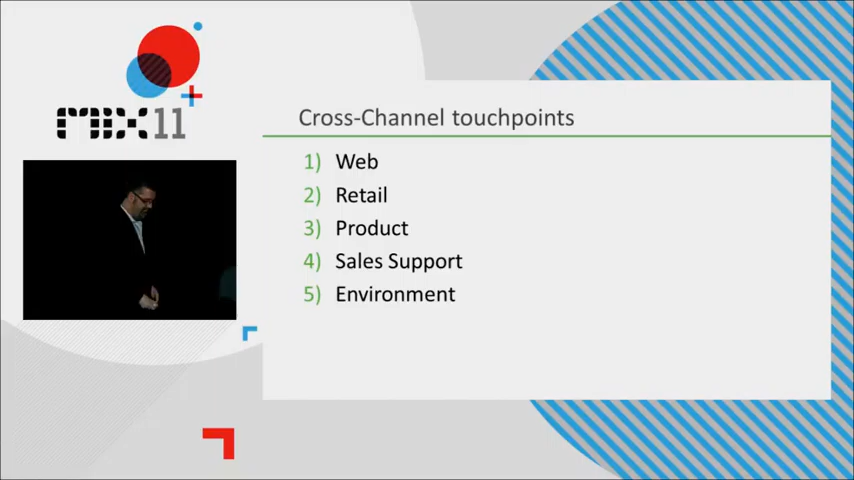 MIX11
Cross-Channel touchpoints
1) Web
2) Retail
3) Product
4) Sales Support
5) Environment